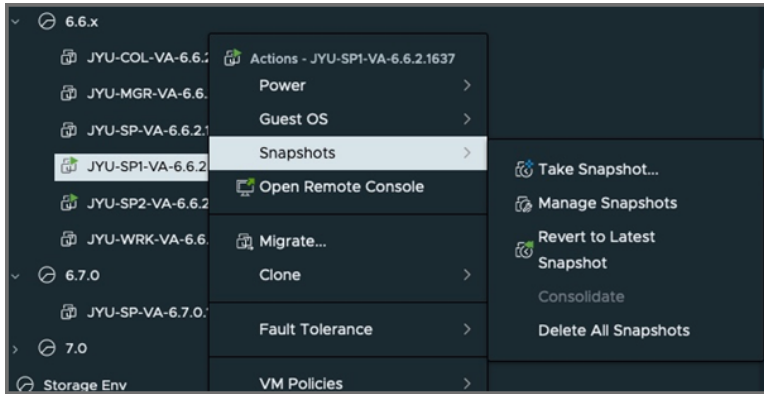 6.6.x
JYU-COL-VA-6.6.2
JYU-MGR-VA-6.6.
JYU-SP-VA-6.6.2.1
JYU-SP1-VA-6.6.2
JYU-SP2-VA-6.6.2
JYU-WRK-VA-6.6.
6.7.0
JYU-SP-VA-6.7.0.
7.0
Storage Env
Actions - JYU-SP1-VA-6.6.2.1637
Power
Guest OS
Snapshots
Open Remote Console
Migrate...
Clone
Fault Tolerance
VM Policies
Take Snapshot...
Manage Snapshots
Revert to Latest
Snapshot
Consolidate
Delete All Snapshots